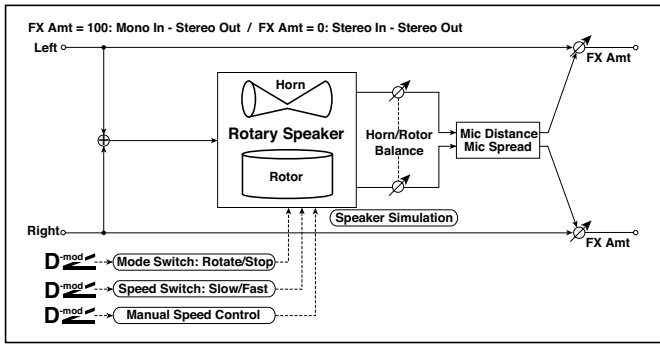 FX Amt = 100: Mono In - Stereo Out / FX Amt = 0: Stereo In - Stereo Out
Left
FX Amt
Horn
Rotary Speaker
Horn/Rotor
Balance
Mic Distance
Mic Spread
Rotor
Speaker Simulation
Right
FX Amt
D-mod
Mode Switch: Rotate/Stop
D-mod
Speed Switch: Slow/Fast
D-mod
Manual Speed Control